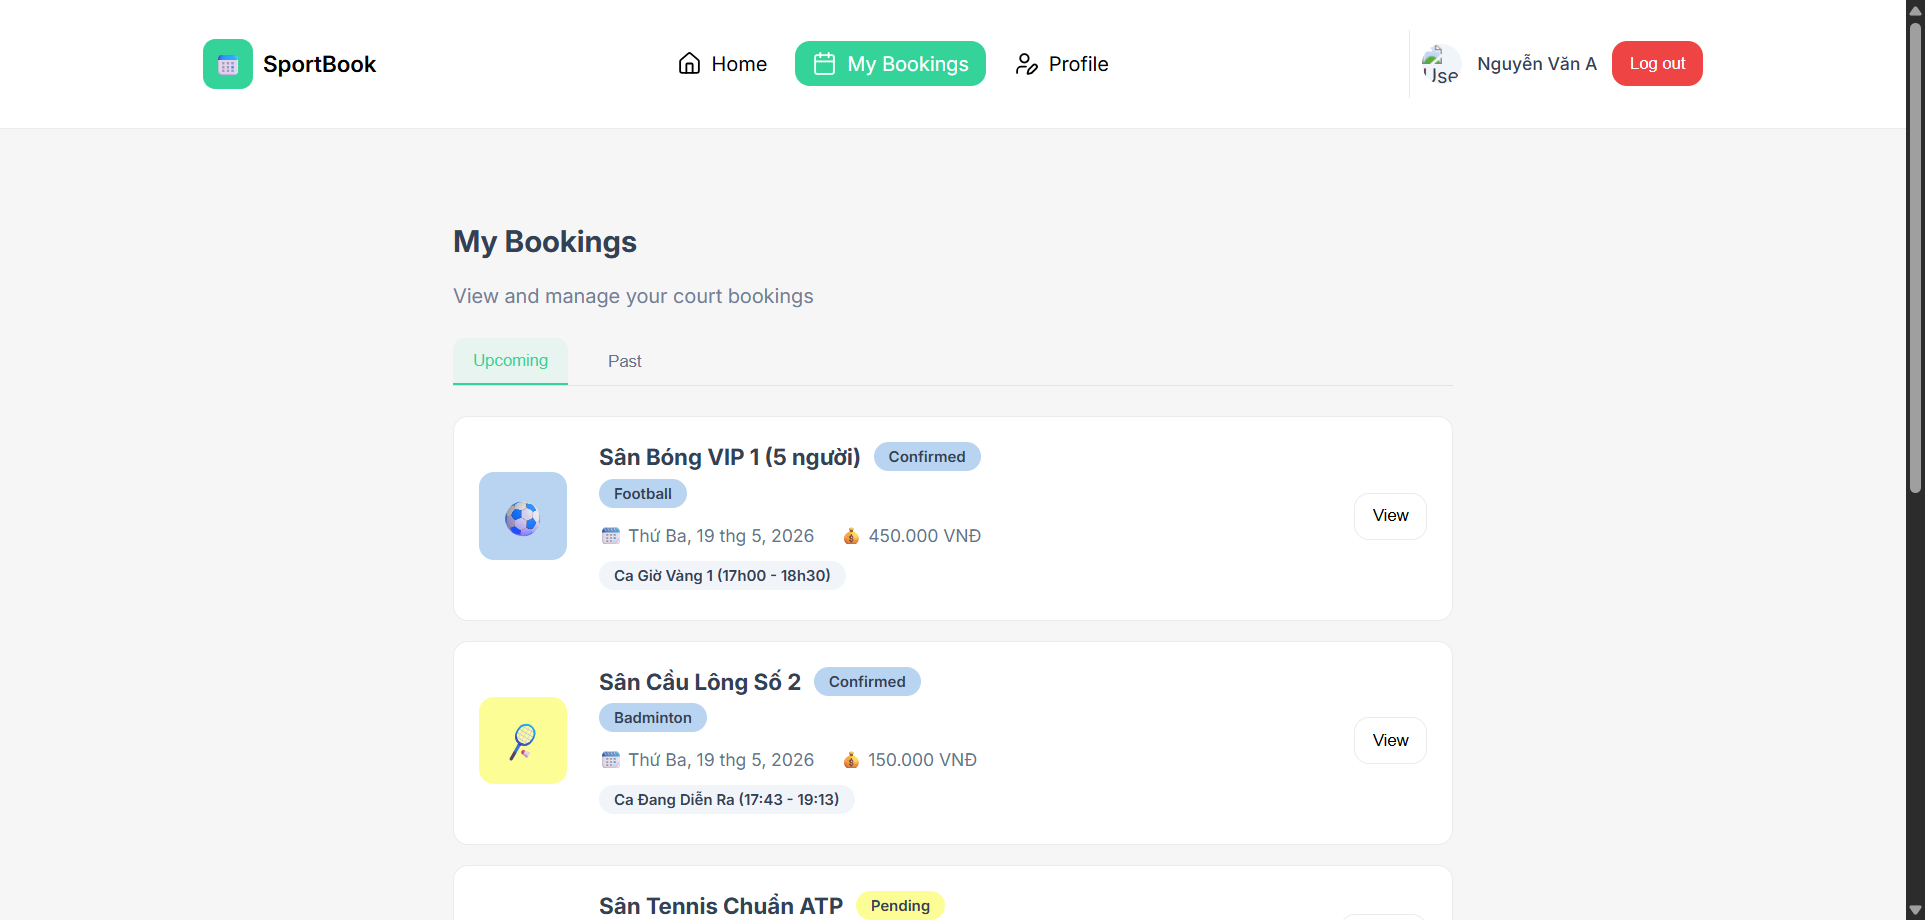 SportBook
Home
My Bookings
Profile
Use
Nguyễn Văn A
Log out
My Bookings
View and manage your court bookings
Upcoming
Past
Sân Bóng VIP 1 (5 người)
Confirmed
Football
Thứ Ba, 19 thg 5, 2026
450.000 VNĐ
Ca Giờ Vàng 1 (17h00 - 18h30)
View
Sân Cầu Lông Số 2
Confirmed
Badminton
Thứ Ba, 19 thg 5, 2026
150.000 VNĐ
Ca Đang Diễn Ra (17:43 - 19:13)
View
Sân Tennis Chuẩn ATP
Pending